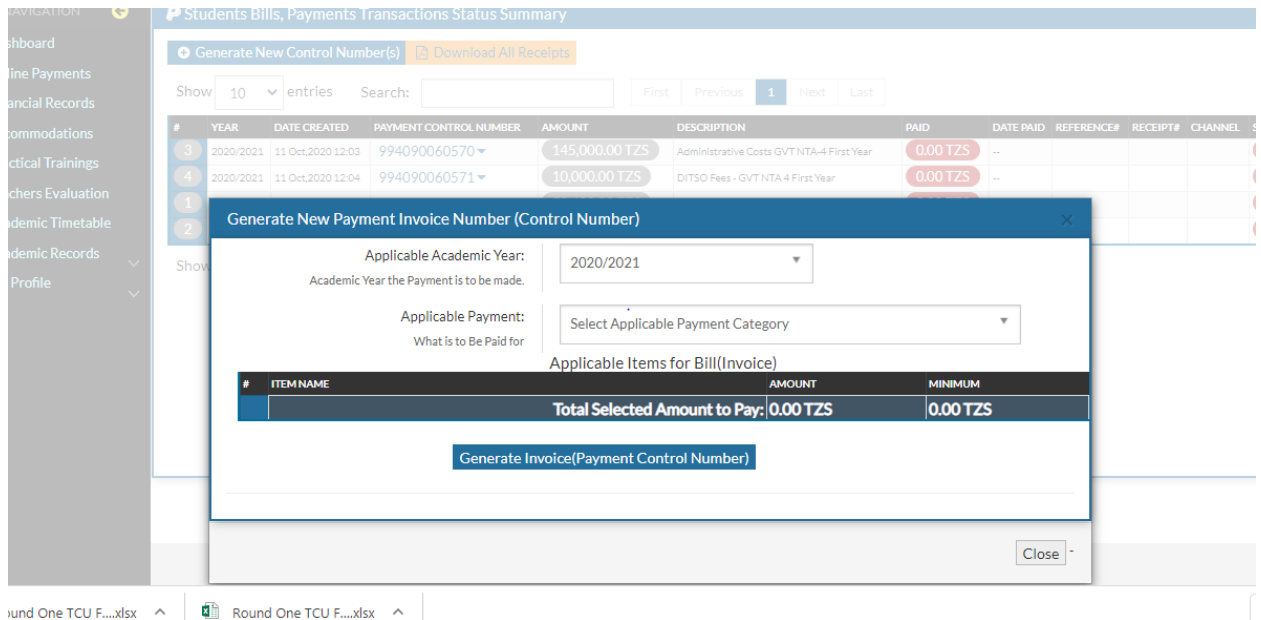 NAVIGATION
Students Bills, Payments Transactions Status Summary
Generate New Control Number(s) Download All Receipts
Show 10 entries Search: First Previous 1 Next Last
# YEAR DATE CREATED PAYMENT CONTROL NUMBER AMOUNT DESCRIPTION PAID DATE PAID REFERENCE# RECEIPT# CHANNEL
3 2020/2021 11 Oct,2020 12:03 994090060570 145,000.00 TZS Administrative Costs GVT NTA-4 First Year 0.00 TZS --
4 2020/2021 11 Oct,2020 12:04 994090060571 10,000.00 TZS DITSO Fees - GVT NTA 4 First Year 0.00 TZS --
1
2
Show
shboard
line Payments
ancial Records
commodations
actical Trainings
chers Evaluation
ademic Timetable
ademic Records
Profile
Generate New Payment Invoice Number (Control Number) ×
Applicable Academic Year: 2020/2021
Academic Year the Payment is to be made.
Applicable Payment: Select Applicable Payment Category
What is to Be Paid for
Applicable Items for Bill(Invoice)
# ITEM NAME AMOUNT MINIMUM
Total Selected Amount to Pay: 0.00 TZS 0.00 TZS
Generate Invoice(Payment Control Number)
Close -
ound One TCU F....xlsx Round One TCU F....xlsx